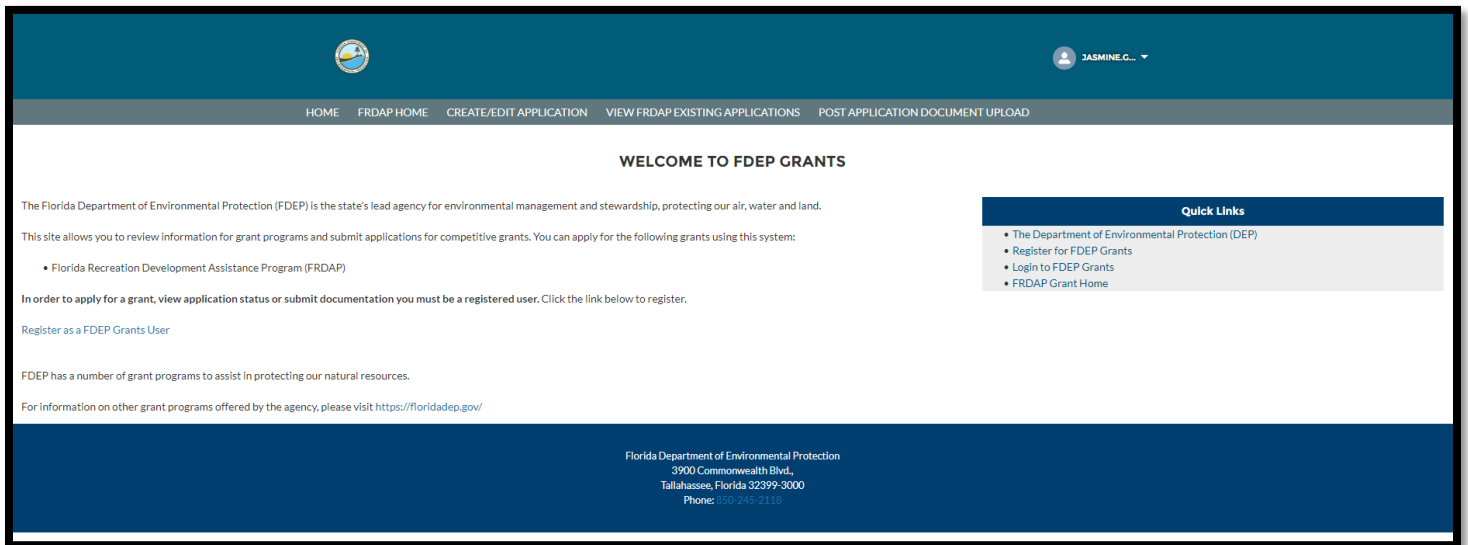 JASMINE.G...
HOME FRDAP HOME CREATE/EDIT APPLICATION VIEW FRDAP EXISTING APPLICATIONS POST APPLICATION DOCUMENT UPLOAD
WELCOME TO FDEP GRANTS
The Florida Department of Environmental Protection (FDEP) is the state's lead agency for environmental management and stewardship, protecting our air, water and land.
This site allows you to review information for grant programs and submit applications for competitive grants. You can apply for the following grants using this system:
• Florida Recreation Development Assistance Program (FRDAP)
In order to apply for a grant, view application status or submit documentation you must be a registered user. Click the link below to register.
Register as a FDEP Grants User
FDEP has a number of grant programs to assist in protecting our natural resources.
For information on other grant programs offered by the agency, please visit https://floridadep.gov/
Quick Links
• The Department of Environmental Protection (DEP)
• Register for FDEP Grants
• Login to FDEP Grants
• FRDAP Grant Home
Florida Department of Environmental Protection
3900 Commonwealth Blvd.,
Tallahassee, Florida 32399-3000
Phone: 850-245-2118